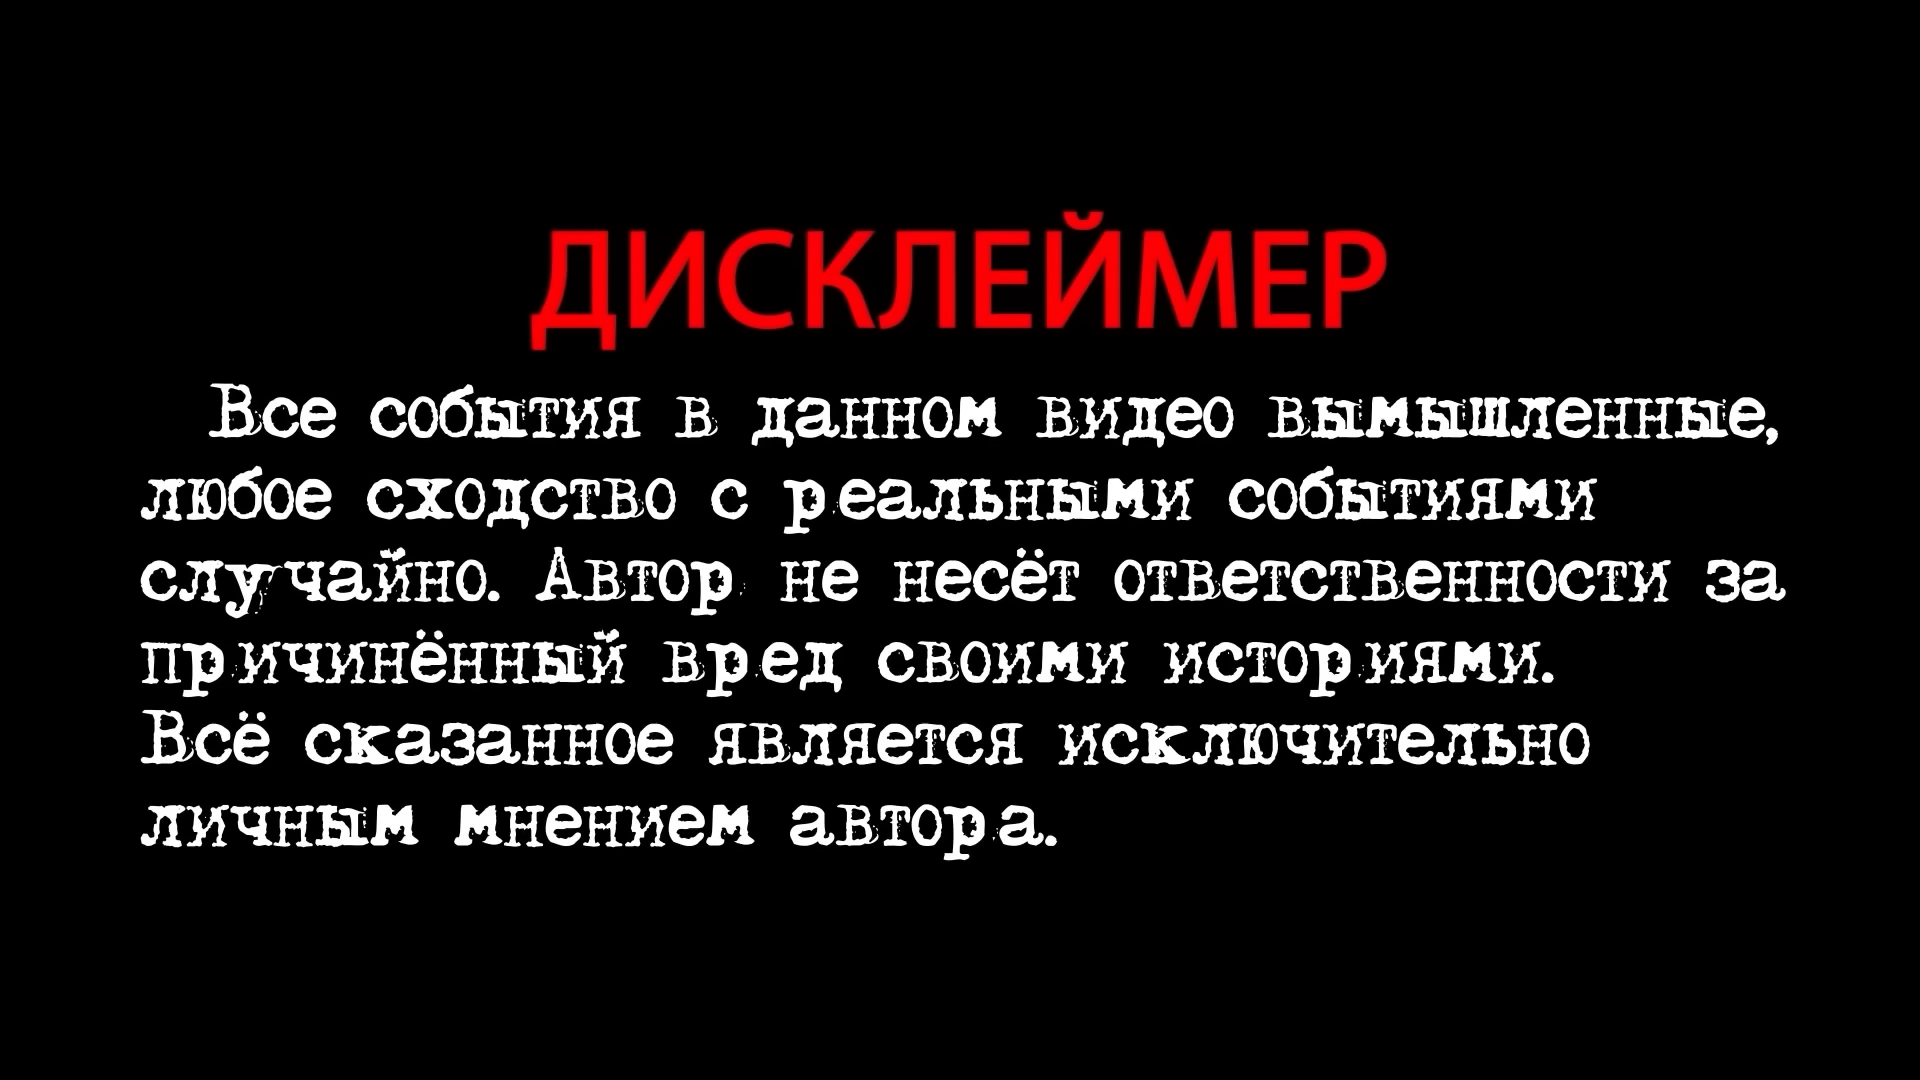 ДИСКЛЕЙМЕР
Все события в данном видео вымышленные,
любое сходство с реальными событиями
случайно. Автор не несёт ответственности за
причинённый вред своими историями.
Всё сказанное является исключительно
личным мнением автора.